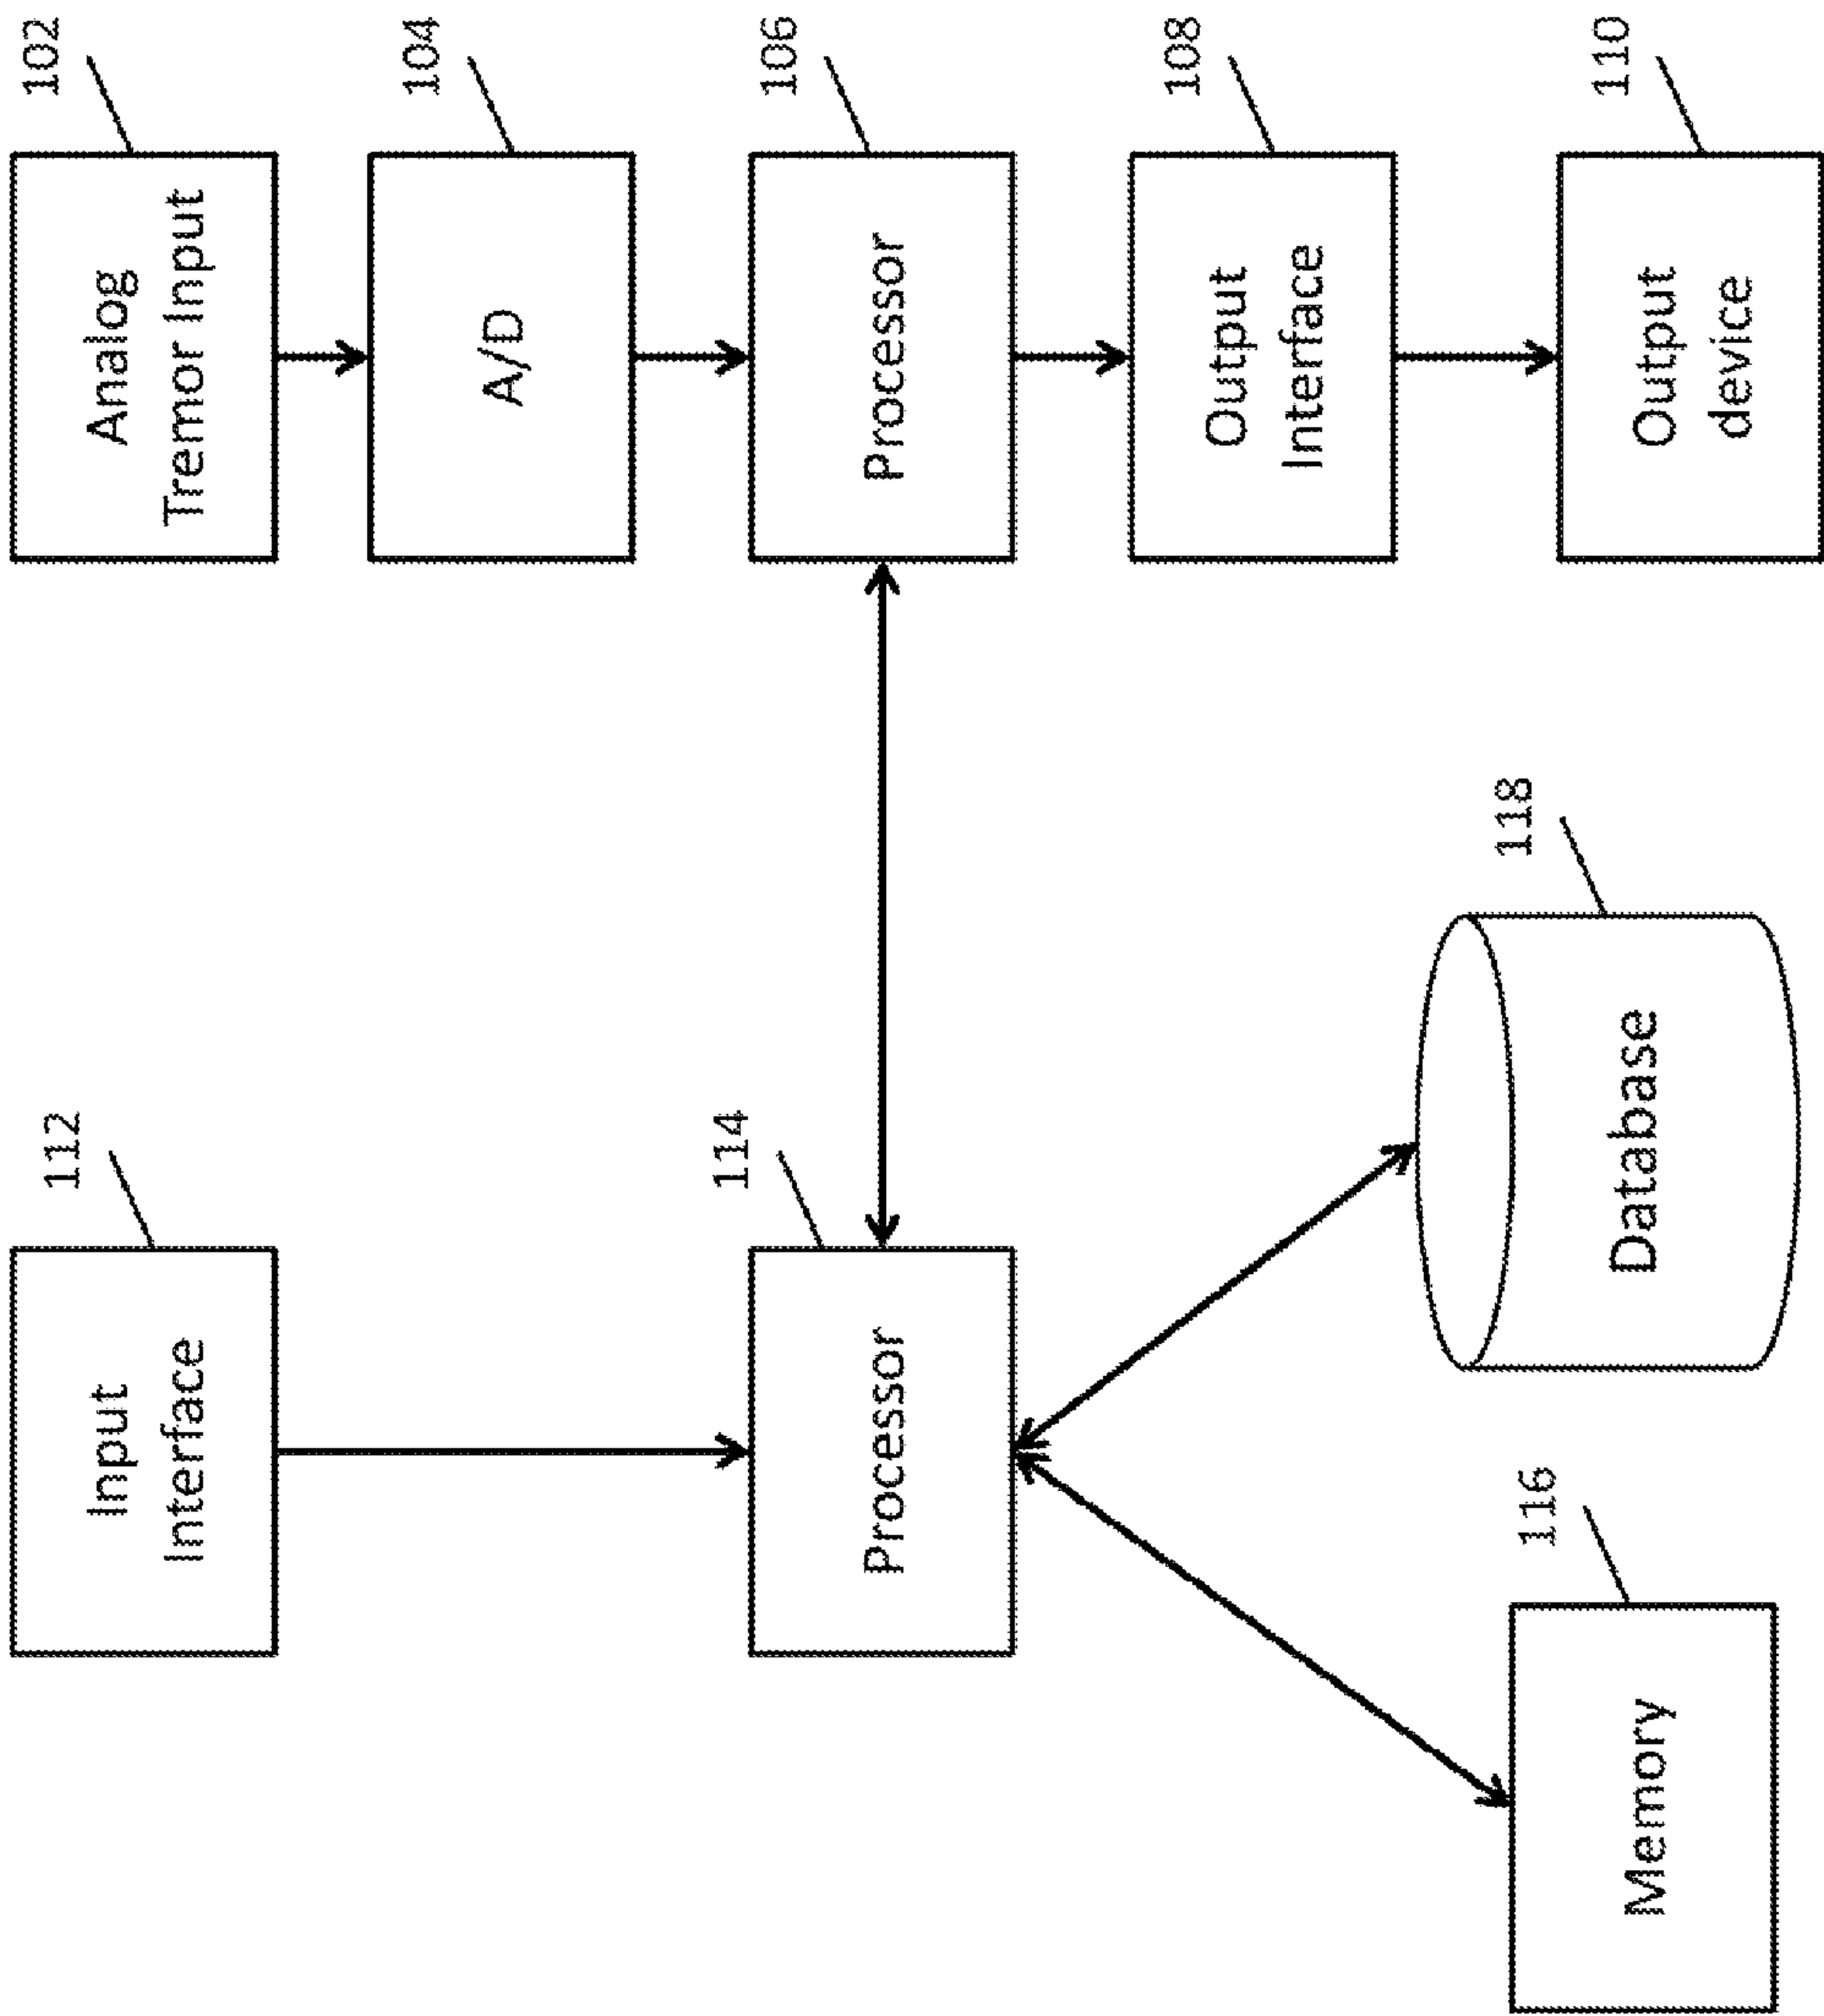 112
Input
Interface
102
Analog
Tremor Input
104
A/D
114
Processor
106
Processor
108
Output
Interface
116
Memory
118
Database
110
Output
device